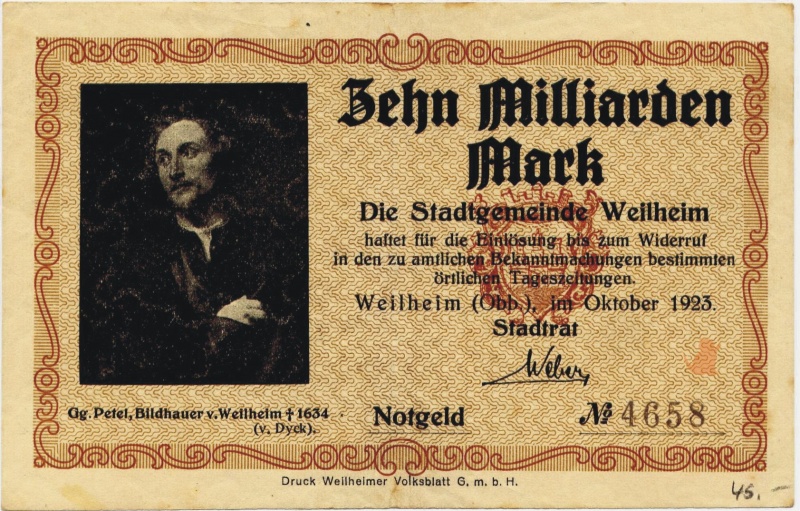 Zehn Milliarden
Mark
Die Stadtgemeinde Weilheim
haftet für die Einlösung bis zum Widerruf
in den zu amtlichen Bekanntmachungen bestimmten
örtlichen Tageszeitungen.
Weilheim (Obb.), im Oktober 1923.
Stadtrat
Weber
Gg. Petel, Bildhauer v. Weilheim † 1634
(v. Dyck).
Notgeld
№ 4658
Druck Weilheimer Volksblatt G. m. b. H.
45.-